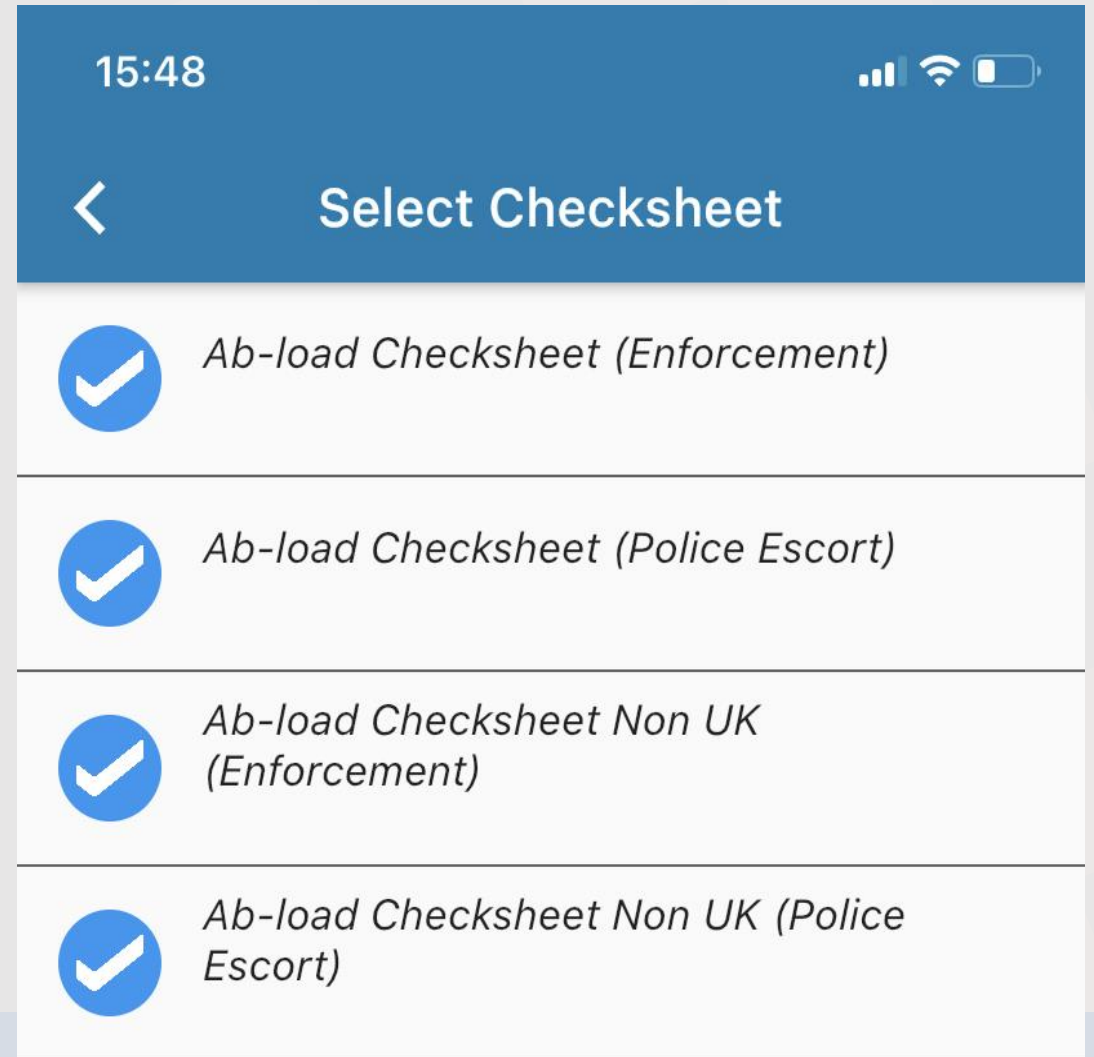 15:48
Select Checksheet
Ab-load Checksheet (Enforcement)
Ab-load Checksheet (Police Escort)
Ab-load Checksheet Non UK
(Enforcement)
Ab-load Checksheet Non UK (Police
Escort)